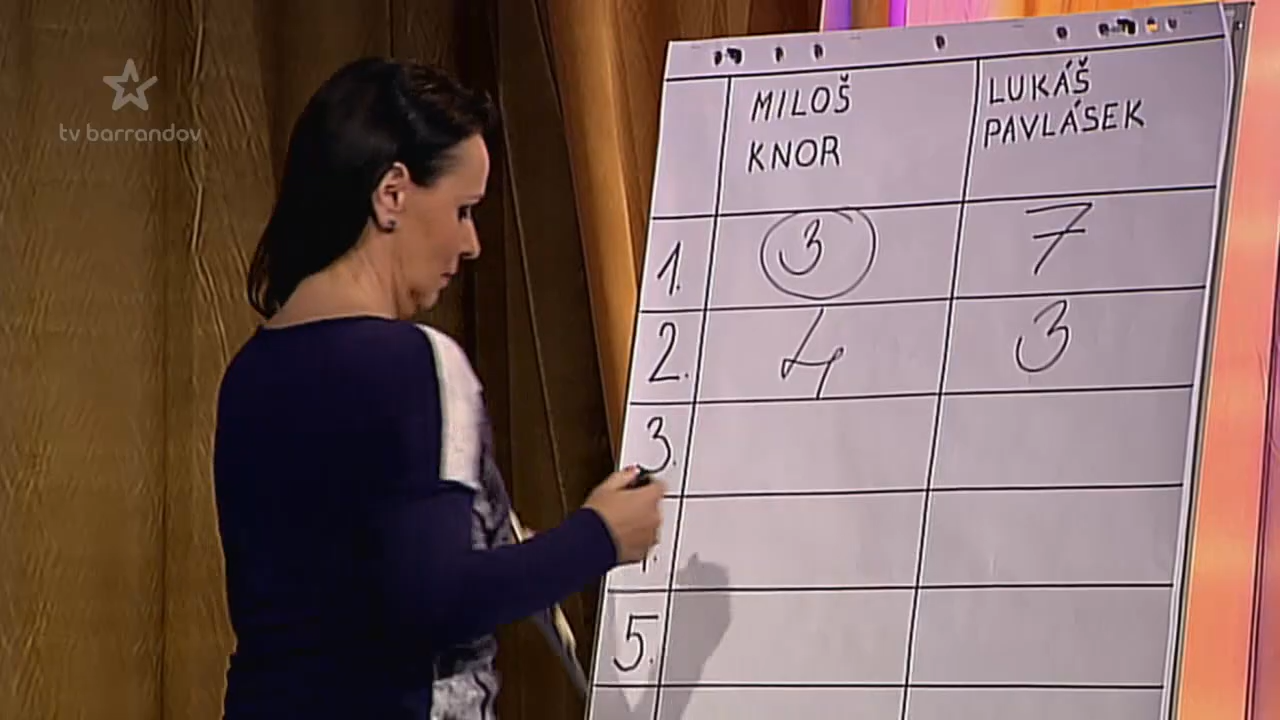 tv barrandov
MILOŠ
KNOR
LUKÁŠ
PAVLÁSEK
1. 3 7
2. 4 3
3.
5.